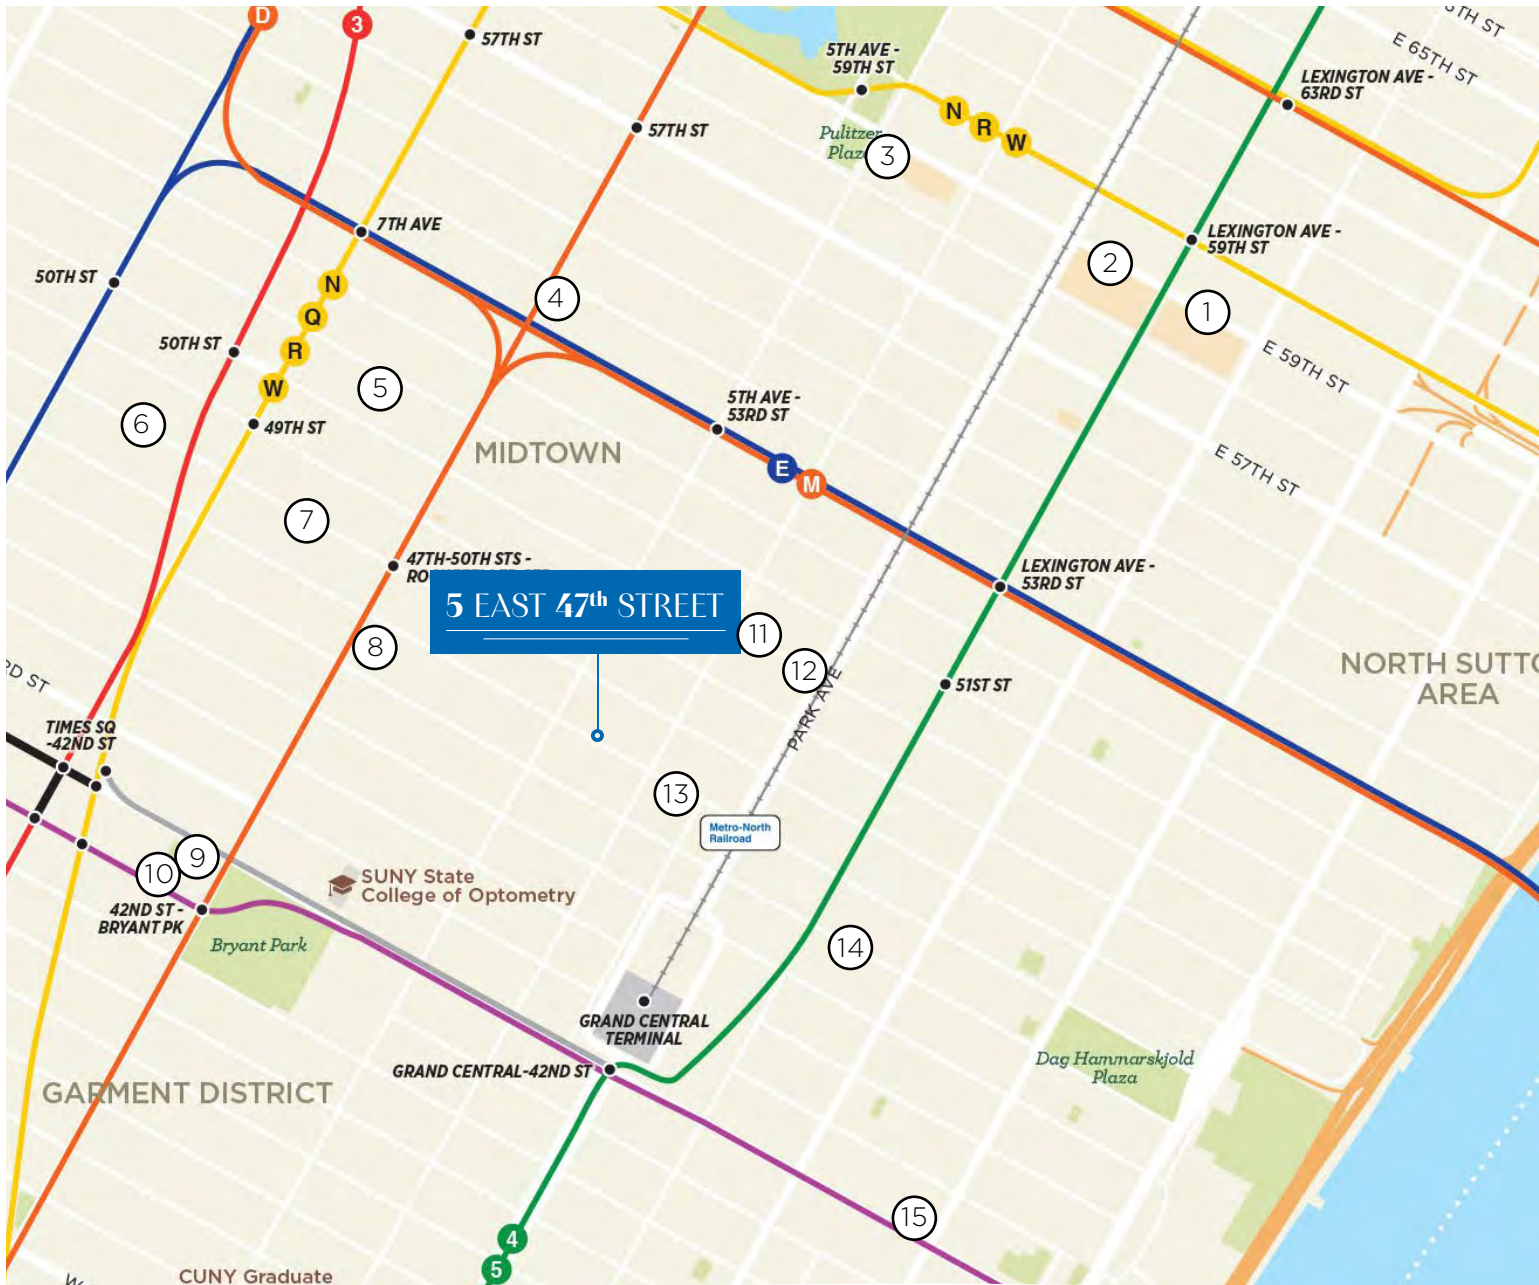 D
3
57TH ST
5TH AVE -
59TH ST
E 65TH ST
LEXINGTON AVE -
63RD ST
N
R
W
57TH ST
Pulitzer
3
7TH AVE
LEXINGTON AVE -
59TH ST
50TH ST
N
Q
R
W
4
2
1
50TH ST
5
E 59TH ST
6
49TH ST
5TH AVE -
53RD ST
MIDTOWN
E
M
E 57TH ST
7
47TH-50TH STS -
5 EAST 47th STREET
LEXINGTON AVE -
53RD ST
8
11
12
PARK AVE
51ST ST
NORTH
AREA
ST
TIMES SQ
-42ND ST
13
Metro-North
Railroad
9
10
SUNY State
College of Optometry
42ND ST -
BRYANT PK
Bryant Park
14
GRAND CENTRAL
TERMINAL
GRAND CENTRAL-42ND ST
Dag Hammarskjold
Plaza
GARMENT DISTRICT
15
4
5
CUNY Graduate